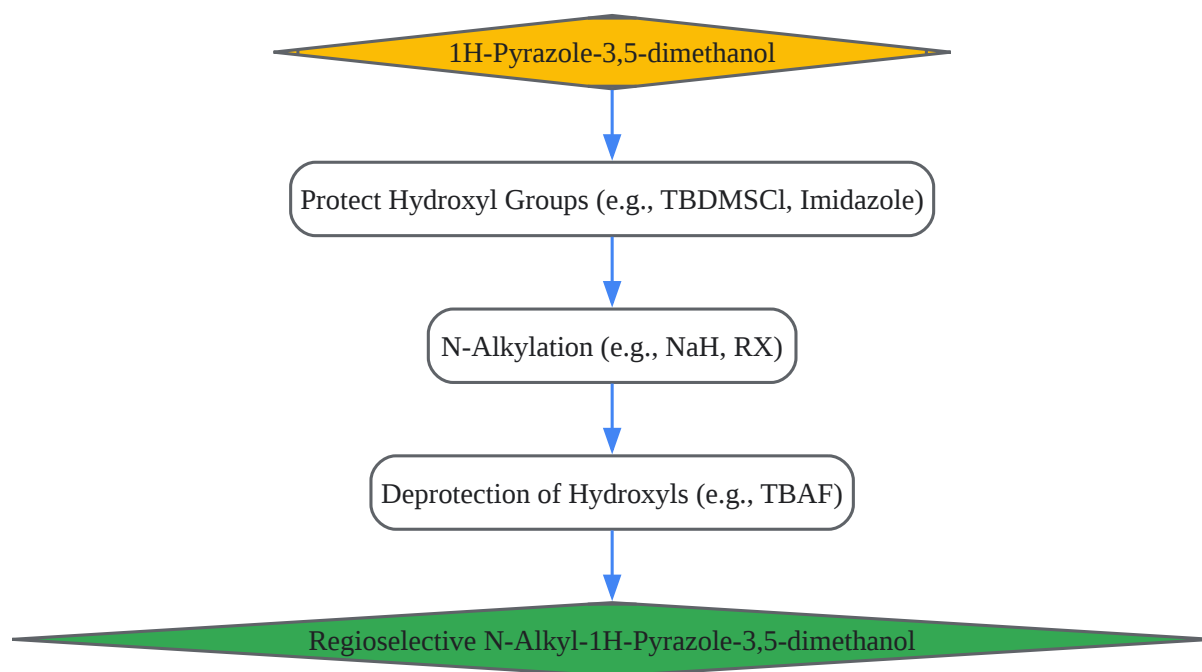 1H-Pyrazole-3,5-dimethanol
Protect Hydroxyl Groups (e.g., TBDMSCl, Imidazole)
N-Alkylation (e.g., NaH, RX)
Deprotection of Hydroxyls (e.g., TBAF)
Regioselective N-Alkyl-1H-Pyrazole-3,5-dimethanol